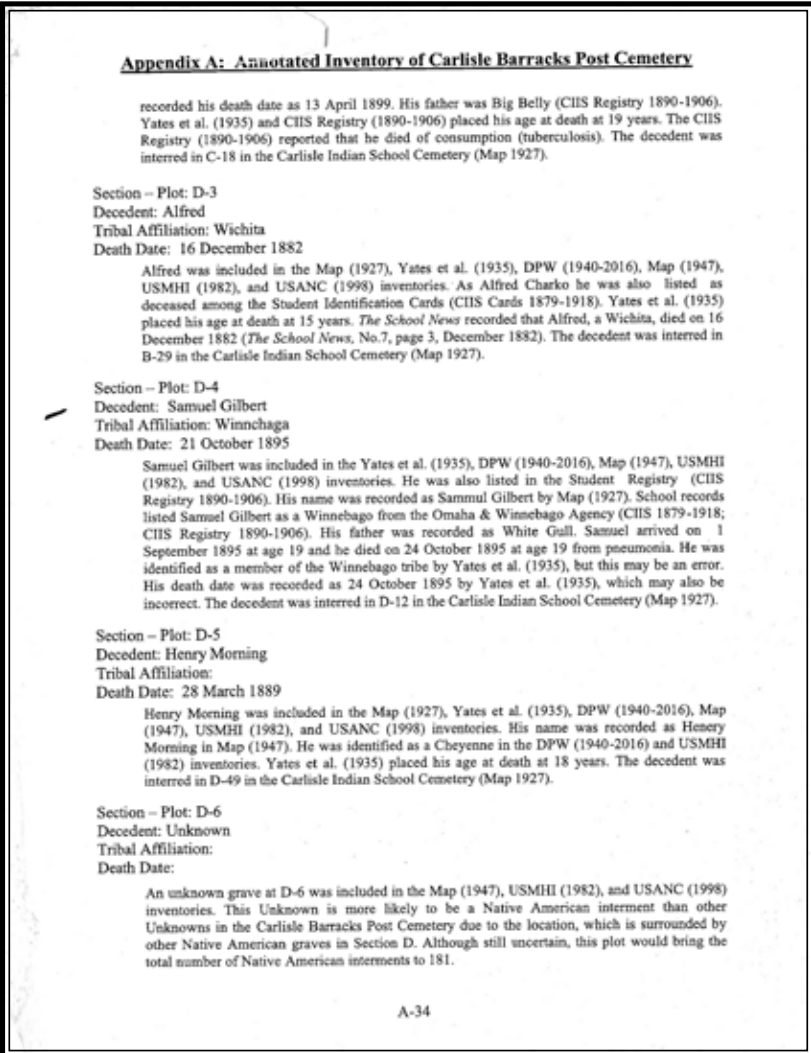 Appendix A: Annotated Inventory of Carlisle Barracks Post Cemetery
recorded his death date as 13 April 1899. His father was Big Belly (CIIS Registry 1890-1906).
Yates et al. (1935) and CIIS Registry (1890-1906) placed his age at death at 19 years. The CIIS
Registry (1890-1906) reported that he died of consumption (tuberculosis). The decedent was
interred in C-18 in the Carlisle Indian School Cemetery (Map 1927).
Section – Plot: D-3
Decedent: Alfred
Tribal Affiliation: Wichita
Death Date: 16 December 1882
Alfred was included in the Map (1927), Yates et al. (1935), DPW (1940-2016), Map (1947),
USMHI (1982), and USANC (1998) inventories. As Alfred Charko he was also listed as
deceased among the Student Identification Cards (CIIS Cards 1879-1918). Yates et al. (1935)
placed his age at death at 15 years. The School News recorded that Alfred, a Wichita, died on 16
December 1882 (The School News, No.7, page 3, December 1882). The decedent was interred in
B-29 in the Carlisle Indian School Cemetery (Map 1927).
Section – Plot: D-4
Decedent: Samuel Gilbert
Tribal Affiliation: Winnchaga
Death Date: 21 October 1895
Samuel Gilbert was included in the Yates et al. (1935), DPW (1940-2016), Map (1947), USMHI
(1982), and USANC (1998) inventories. He was also listed in the Student Registry (CIIS
Registry 1890-1906). His name was recorded as Sammul Gilbert by Map (1927). School records
listed Samuel Gilbert as a Winnebago from the Omaha & Winnebago Agency (CIIS 1879-1918;
CIIS Registry 1890-1906). His father was recorded as White Gull. Samuel arrived on 1
September 1895 at age 19 and he died on 24 October 1895 at age 19 from pneumonia. He was
identified as a member of the Winnebago tribe by Yates et al. (1935), but this may be an error.
His death date was recorded as 24 October 1895 by Yates et al. (1935), which may also be
incorrect. The decedent was interred in D-12 in the Carlisle Indian School Cemetery (Map 1927).
Section – Plot: D-5
Decedent: Henry Morning
Tribal Affiliation:
Death Date: 28 March 1889
Henry Morning was included in the Map (1927), Yates et al. (1935), DPW (1940-2016), Map
(1947), USMHI (1982), and USANC (1998) inventories. His name was recorded as Henery
Morning in Map (1947). He was identified as a Cheyenne in the DPW (1940-2016) and USMHI
(1982) inventories. Yates et al. (1935) placed his age at death at 18 years. The decedent was
interred in D-49 in the Carlisle Indian School Cemetery (Map 1927).
Section – Plot: D-6
Decedent: Unknown
Tribal Affiliation:
Death Date:
An unknown grave at D-6 was included in the Map (1947), USMHI (1982), and USANC (1998)
inventories. This Unknown is more likely to be a Native American interment than other
Unknowns in the Carlisle Barracks Post Cemetery due to the location, which is surrounded by
other Native American graves in Section D. Although still uncertain, this plot would bring the
total number of Native American interments to 181.
A-34